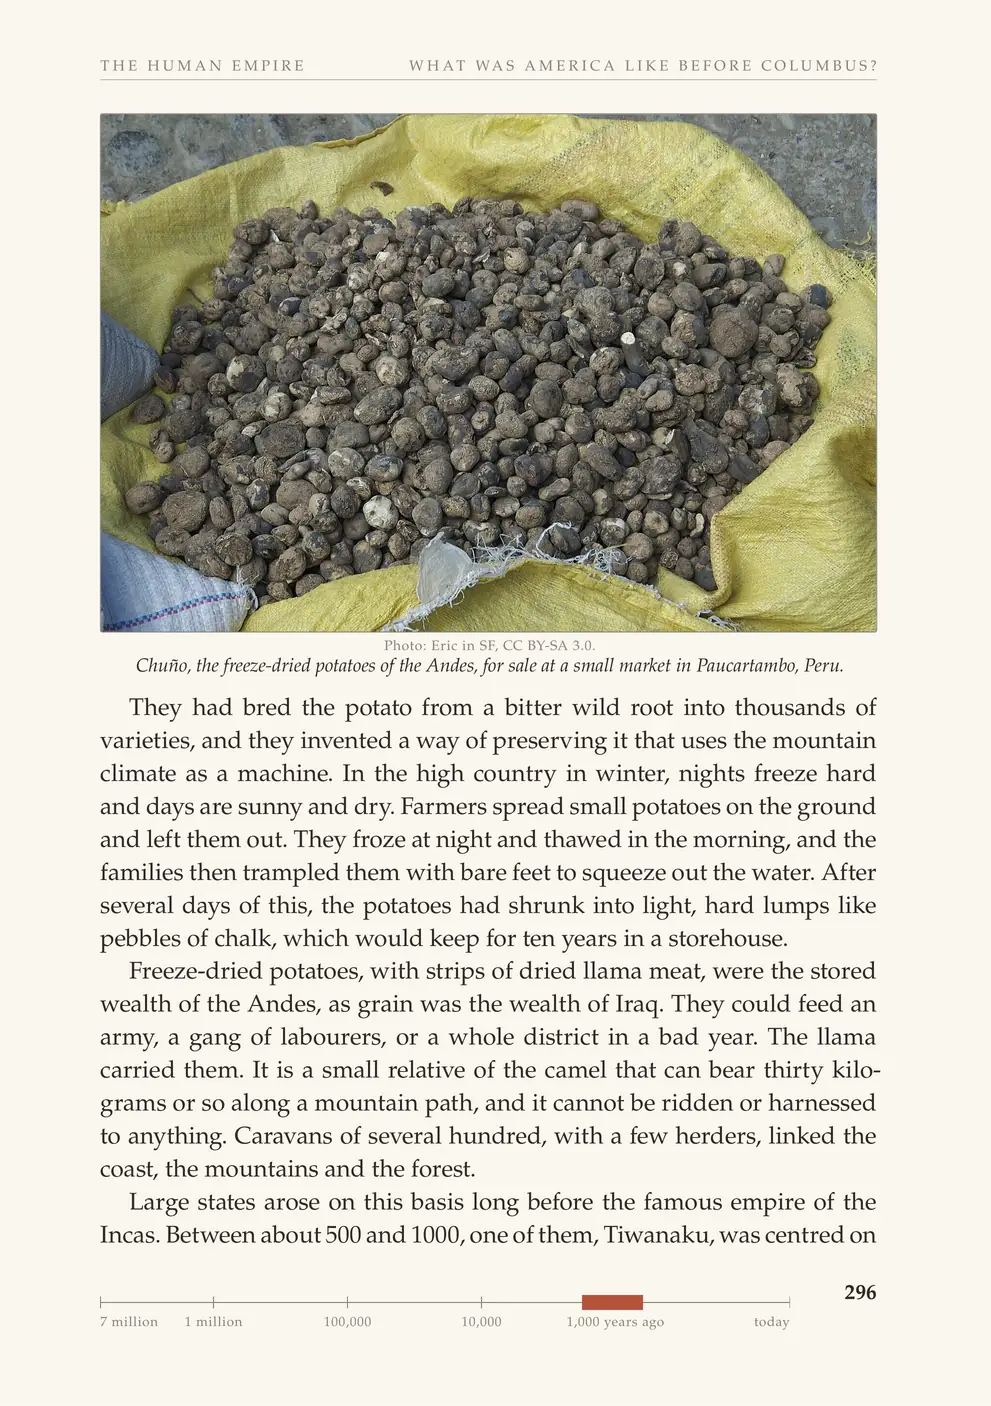 THE HUMAN EMPIRE
WHAT WAS AMERICA LIKE BEFORE COLUMBUS?
Photo: Eric in SF, CC BY-SA 3.0.
Chuño, the freeze-dried potatoes of the Andes, for sale at a small market in Paucartambo, Peru.
They had bred the potato from a bitter wild root into thousands of
varieties, and they invented a way of preserving it that uses the mountain
climate as a machine. In the high country in winter, nights freeze hard
and days are sunny and dry. Farmers spread small potatoes on the ground
and left them out. They froze at night and thawed in the morning, and the
families then trampled them with bare feet to squeeze out the water. After
several days of this, the potatoes had shrunk into light, hard lumps like
pebbles of chalk, which would keep for ten years in a storehouse.
Freeze-dried potatoes, with strips of dried llama meat, were the stored
wealth of the Andes, as grain was the wealth of Iraq. They could feed an
army, a gang of labourers, or a whole district in a bad year. The llama
carried them. It is a small relative of the camel that can bear thirty kilo-
grams or so along a mountain path, and it cannot be ridden or harnessed
to anything. Caravans of several hundred, with a few herders, linked the
coast, the mountains and the forest.
Large states arose on this basis long before the famous empire of the
Incas. Between about 500 and 1000, one of them, Tiwanaku, was centred on
296
7 million 1 million 100,000 10,000 1,000 years ago today